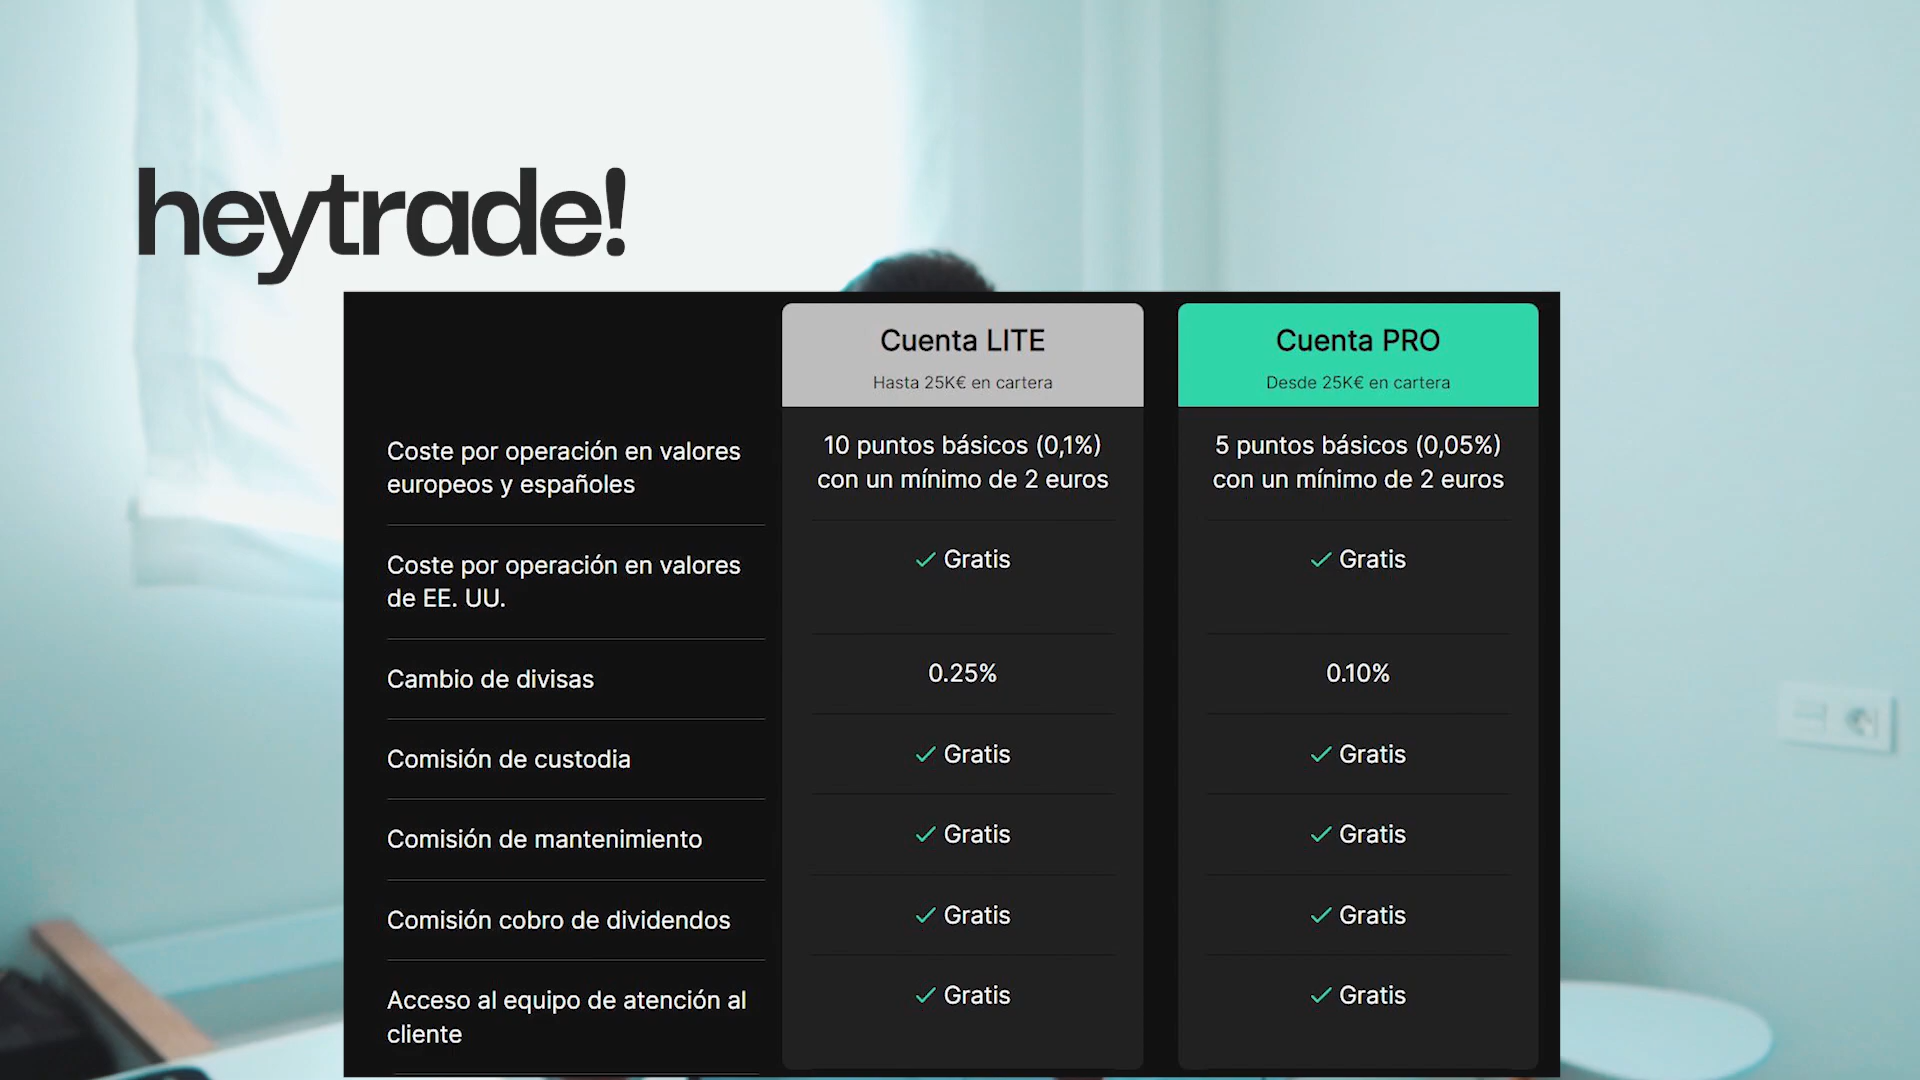 heytrade!
Cuenta LITE
Hasta 25K€ en cartera
Cuenta PRO
Desde 25K€ en cartera
Coste por operación en valores
europeos y españoles
10 puntos básicos (0,1%)
con un mínimo de 2 euros
5 puntos básicos (0,05%)
con un mínimo de 2 euros
Coste por operación en valores
de EE. UU.
Gratis
Gratis
Cambio de divisas
0.25%
0.10%
Comisión de custodia
Gratis
Gratis
Comisión de mantenimiento
Gratis
Gratis
Comisión cobro de dividendos
Gratis
Gratis
Acceso al equipo de atención al
cliente
Gratis
Gratis